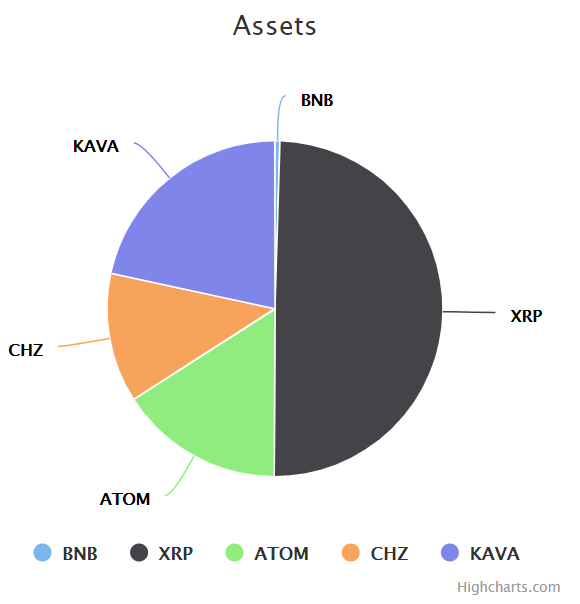 Assets
BNB
KAVA
XRP
CHZ
ATOM
BNB XRP ATOM CHZ KAVA
Highcharts.com